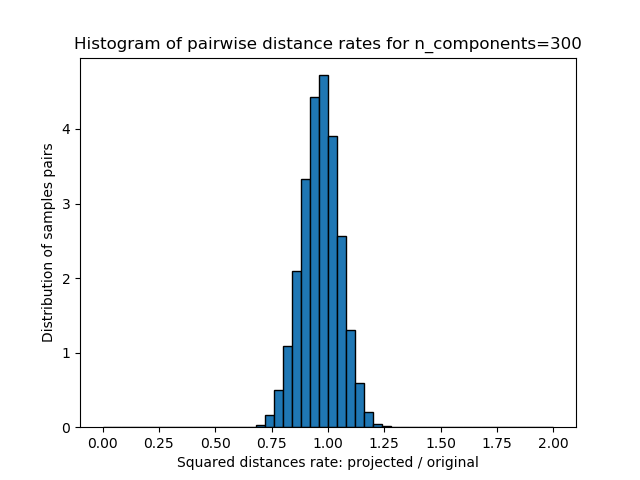 Histogram of pairwise distance rates for n_components=300
Distribution of samples pairs
4
3
2
1
0
0.00 0.25 0.50 0.75 1.00 1.25 1.50 1.75 2.00
Squared distances rate: projected / original